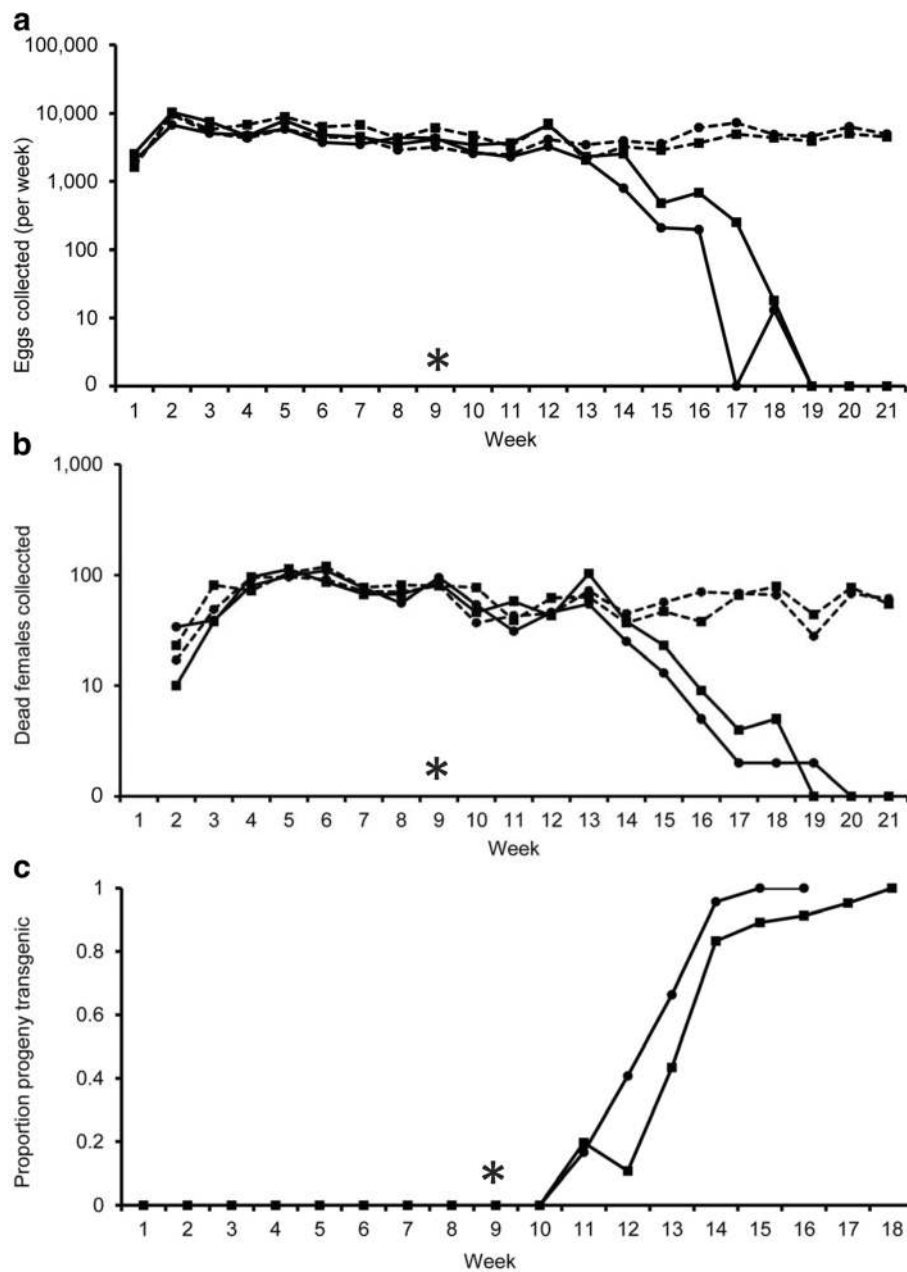 a
100,000
10,000
1,000
100
10
0
Eggs collected (per week)
*
1 2 3 4 5 6 7 8 9 10 11 12 13 14 15 16 17 18 19 20 21
Week
b
1,000
100
10
0
Dead females colleccted
*
1 2 3 4 5 6 7 8 9 10 11 12 13 14 15 16 17 18 19 20 21
Week
c
1
0.8
0.6
0.4
0.2
0
Proportion progeny transgenic
*
1 2 3 4 5 6 7 8 9 10 11 12 13 14 15 16 17 18
Week